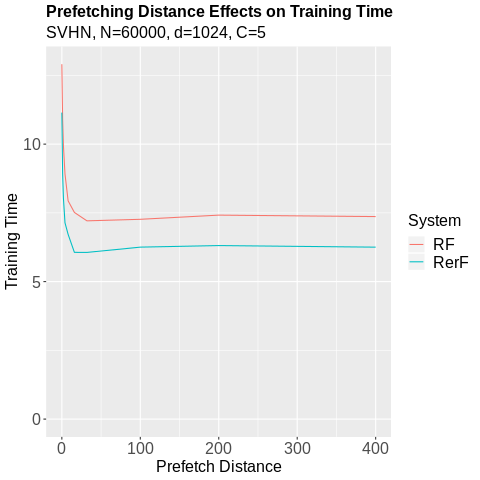 Prefetching Distance Effects on Training Time
SVHN, N=60000, d=1024, C=5
10
5
0
Training Time
0 100 200 300 400
Prefetch Distance
System
RF
RerF